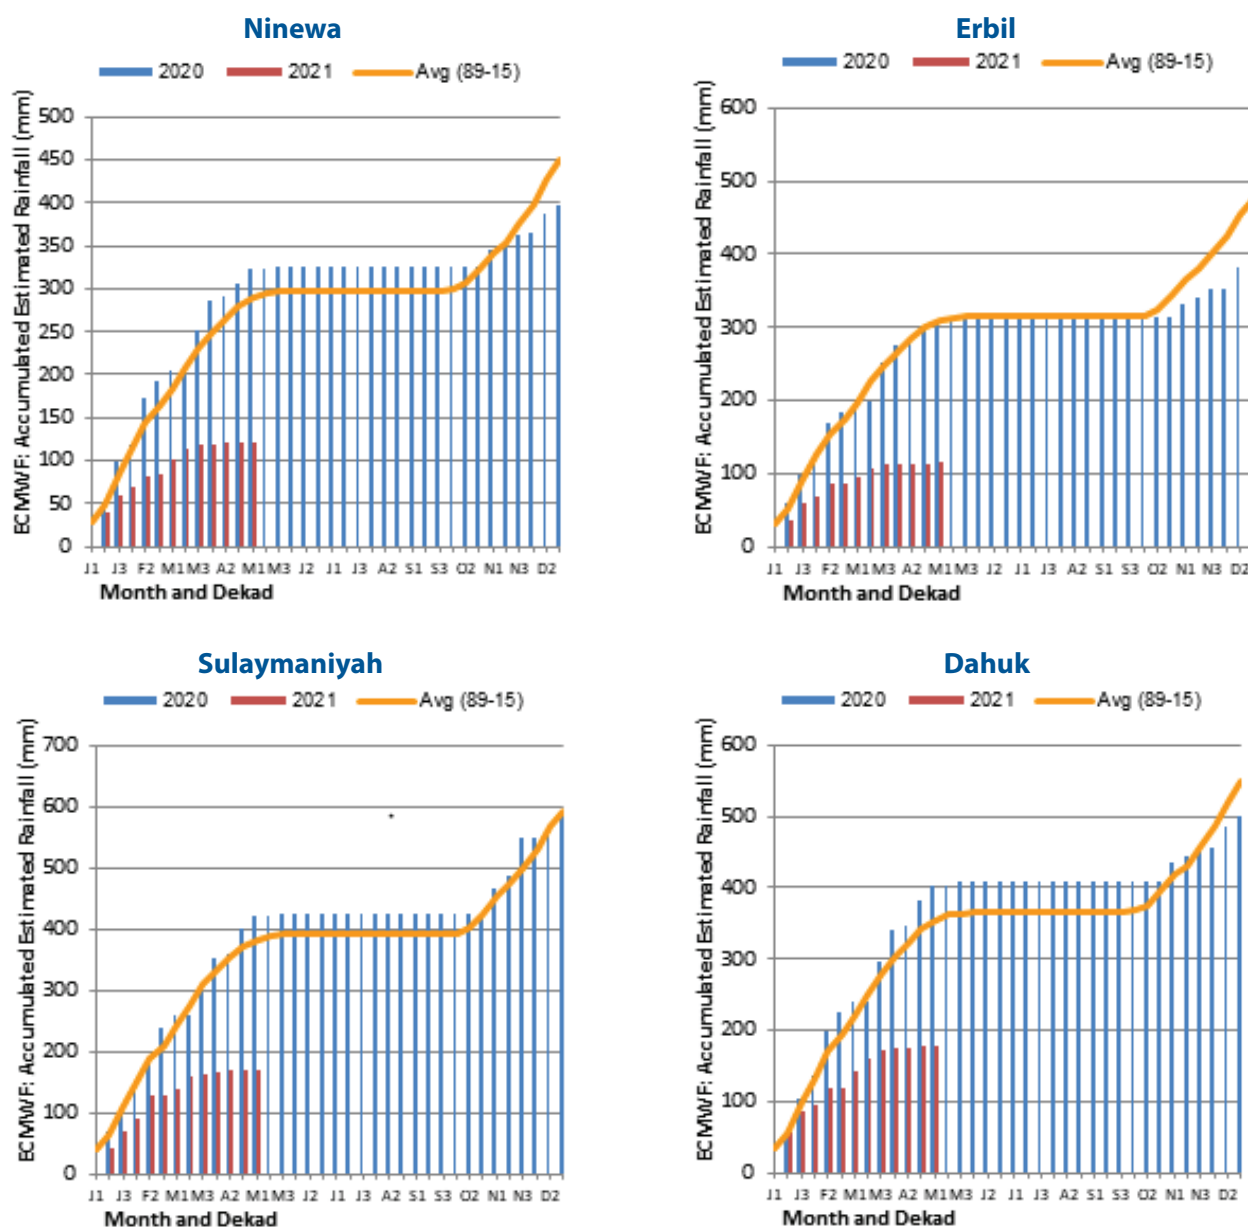 Ninewa
2020 2021 Avg (89-15)
ECMWF: Accumulated Estimated Rainfall (mm)
500
450
400
350
300
250
200
150
100
50
0
J1 J3 F2 M1 M3 A2 M1 M3 J2 J1 J3 A2 S1 S3 O2 N1 N3 D2
Month and Dekad
Erbil
2020 2021 Avg (89-15)
ECMWF: Accumulated Estimated Rainfall (mm)
600
500
400
300
200
100
0
J1 J3 F2 M1 M3 A2 M1 M3 J2 J1 J3 A2 S1 S3 O2 N1 N3 D2
Month and Dekad
Sulaymaniyah
2020 2021 Avg (89-15)
ECMWF: Accumulated Estimated Rainfall (mm)
700
600
500
400
300
200
100
0
J1 J3 F2 M1 M3 A2 M1 M3 J2 J1 J3 A2 S1 S3 O2 N1 N3 D2
Month and Dekad
Dahuk
2020 2021 Avg (89-15)
ECMWF: Accumulated Estimated Rainfall (mm)
600
500
400
300
200
100
0
J1 J3 F2 M1 M3 A2 M1 M3 J2 J1 J3 A2 S1 S3 O2 N1 N3 D2
Month and Dekad